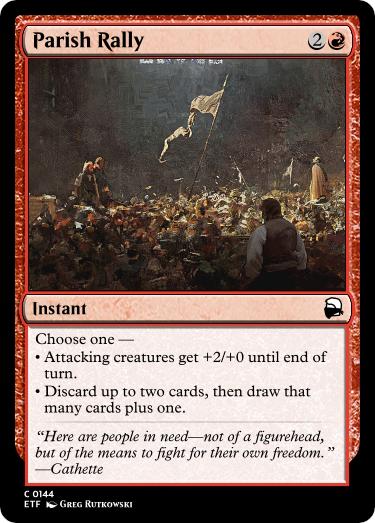 Parish Rally 2
Instant
Choose one —
• Attacking creatures get +2/+0 until end of
turn.
• Discard up to two cards, then draw that
many cards plus one.
“Here are people in need—not of a figurehead,
but of the means to fight for their own freedom.”
—Cathette
C 0144
ETF Greg Rutkowski